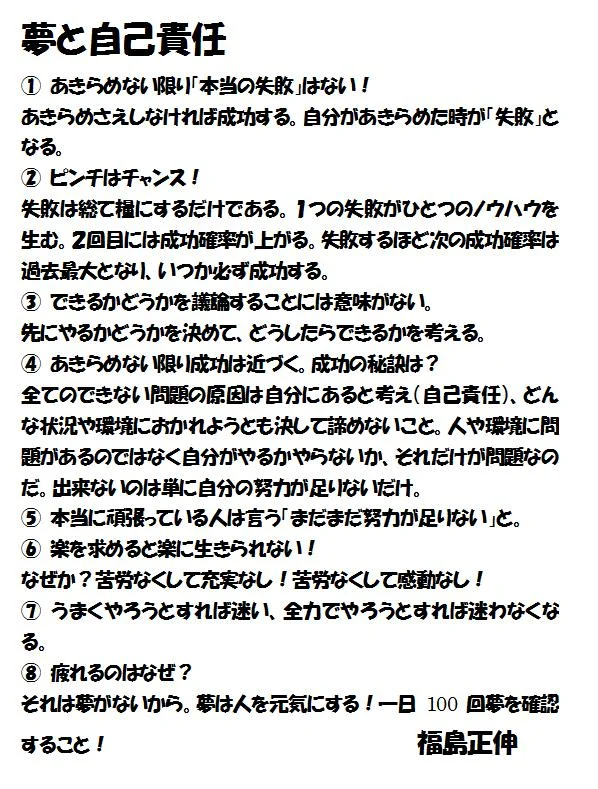 夢と自己責任
① あきらめない限り「本当の失敗」はない！
あきらめさえしなければ成功する。自分があきらめた時が「失敗」と
なる。
② ピンチはチャンス！
失敗は総て糧にするだけである。１つの失敗がひとつのノウハウを
生む。２回目には成功確率が上がる。失敗するほど次の成功確率は
過去最大となり、いつか必ず成功する。
③ できるかどうかを議論することには意味がない。
先にやるかどうかを決めて、どうしたらできるかを考える。
④ あきらめない限り成功は近づく。成功の秘訣は？
全てのできない問題の原因は自分にあると考え（自己責任）、どん
な状況や環境におかれようとも決して諦めないこと。人や環境に問
題があるのではなく自分がやるかやらないか、それだけが問題なの
だ。出来ないのは単に自分の努力が足りないだけ。
⑤ 本当に頑張っている人は言う「まだまだ努力が足りない」と。
⑥ 楽を求めると楽に生きられない！
なぜか？苦労なくして充実なし！苦労なくして感動なし！
⑦ うまくやろうとすれば迷い、全力でやろうとすれば迷わなくな
る。
⑧ 疲れるのはなぜ？
それは夢がないから。夢は人を元気にする！一日 100 回夢を確認
すること！ 福島正伸